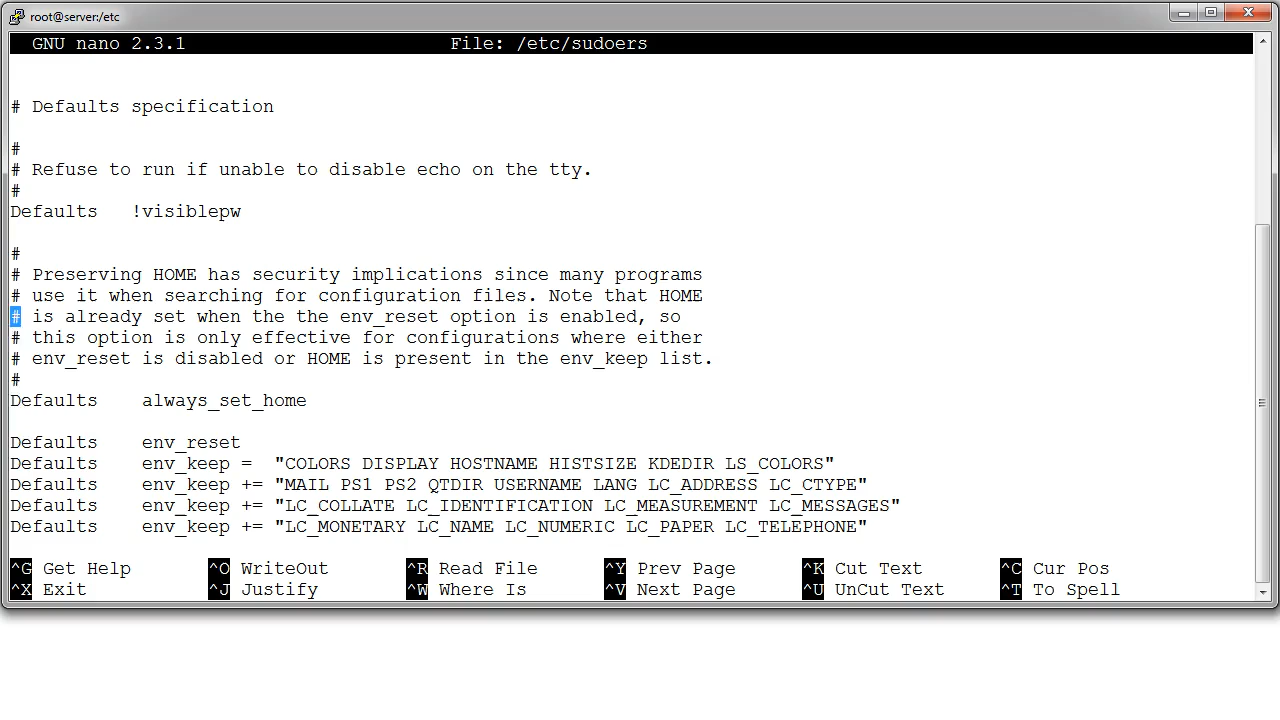 root@server:/etc
GNU nano 2.3.1 File: /etc/sudoers
# Defaults specification
#
# Refuse to run if unable to disable echo on the tty.
#
Defaults !visiblepw
#
# Preserving HOME has security implications since many programs
# use it when searching for configuration files. Note that HOME
# is already set when the the env_reset option is enabled, so
# this option is only effective for configurations where either
# env_reset is disabled or HOME is present in the env_keep list.
#
Defaults always_set_home
Defaults env_reset
Defaults env_keep = "COLORS DISPLAY HOSTNAME HISTSIZE KDEDIR LS_COLORS"
Defaults env_keep += "MAIL PS1 PS2 QTDIR USERNAME LANG LC_ADDRESS LC_CTYPE"
Defaults env_keep += "LC_COLLATE LC_IDENTIFICATION LC_MEASUREMENT LC_MESSAGES"
Defaults env_keep += "LC_MONETARY LC_NAME LC_NUMERIC LC_PAPER LC_TELEPHONE"
^G Get Help ^O WriteOut ^R Read File ^Y Prev Page ^K Cut Text ^C Cur Pos
^X Exit ^J Justify ^W Where Is ^V Next Page ^U UnCut Text ^T To Spell